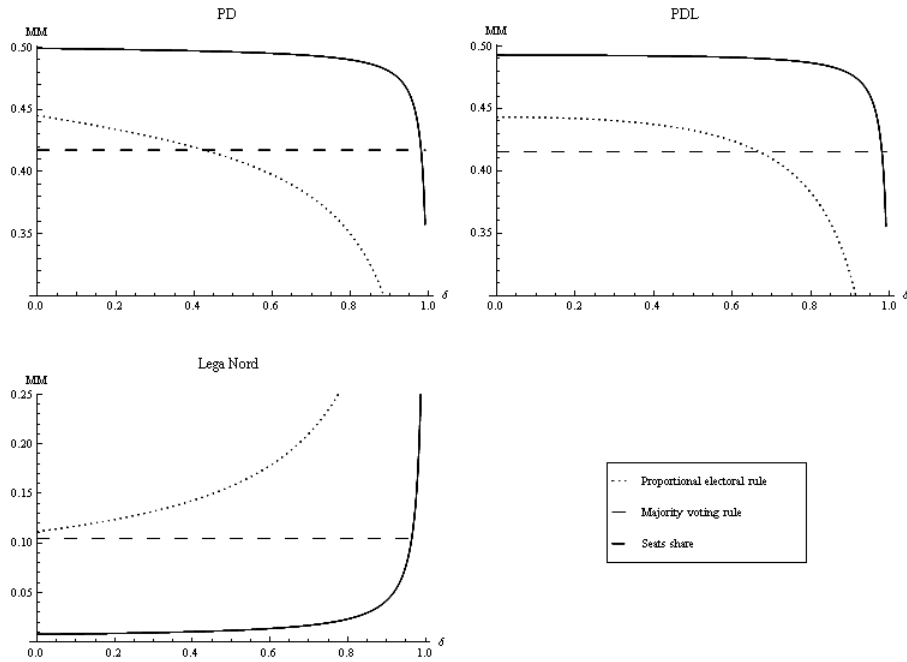 PD
MM
0.50
0.45
0.40
0.35
0.0 0.2 0.4 0.6 0.8 1.0 δ
PDL
MM
0.50
0.45
0.40
0.35
0.0 0.2 0.4 0.6 0.8 1.0 δ
Lega Nord
MM
0.25
0.20
0.15
0.10
0.05
0.0 0.2 0.4 0.6 0.8 1.0 δ
Proportional electoral rule
Majority voting rule
Seats share